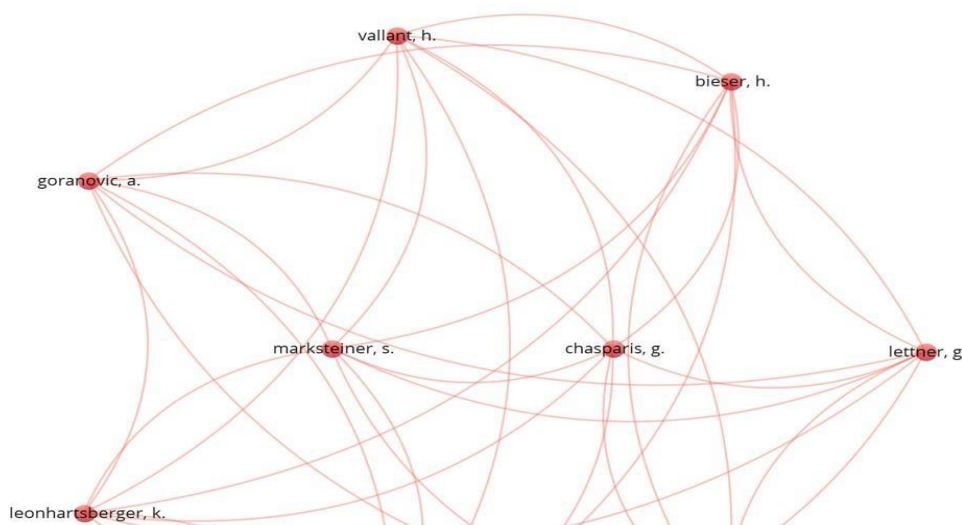 vallant, h.
bieser, h.
goranovic, a.
marksteiner, s.
chasparis, g.
lettner, g
leonhartsberger, k.